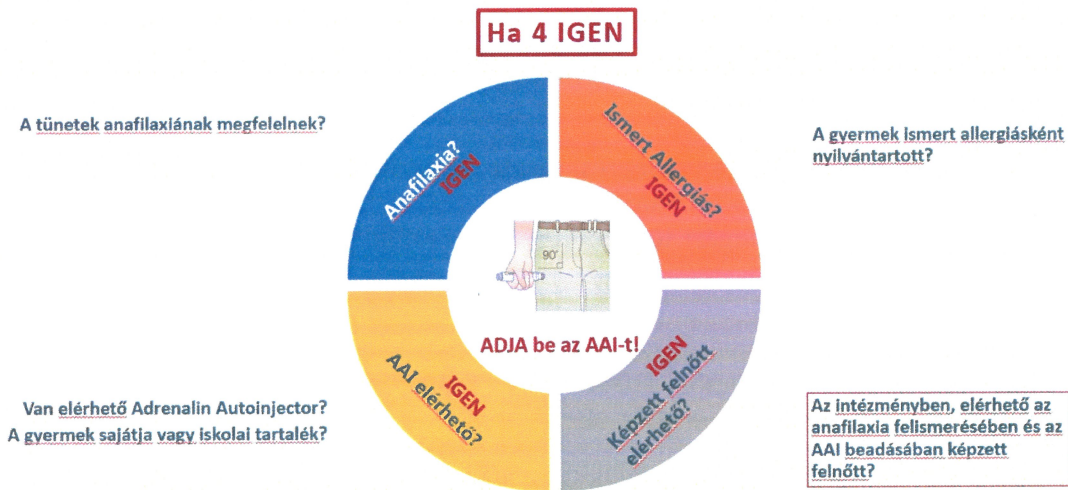 Ha 4 IGEN
A tünetek anafilaxiának megfelelnek?
Anafilaxia?
IGEN
Ismert Allergiás?
IGEN
A gyermek ismert allergiásként
nyilvántartott?
90°
ADJA be az AAI-t!
IGEN
AAI elérhető?
IGEN
Képzett felnőtt
elérhető?
Van elérhető Adrenalin Autoinjector?
A gyermek sajátja vagy iskolai tartalék?
Az intézményben, elérhető az
anafilaxia felismerésében és az
AAI beadásában képzett
felnőtt?